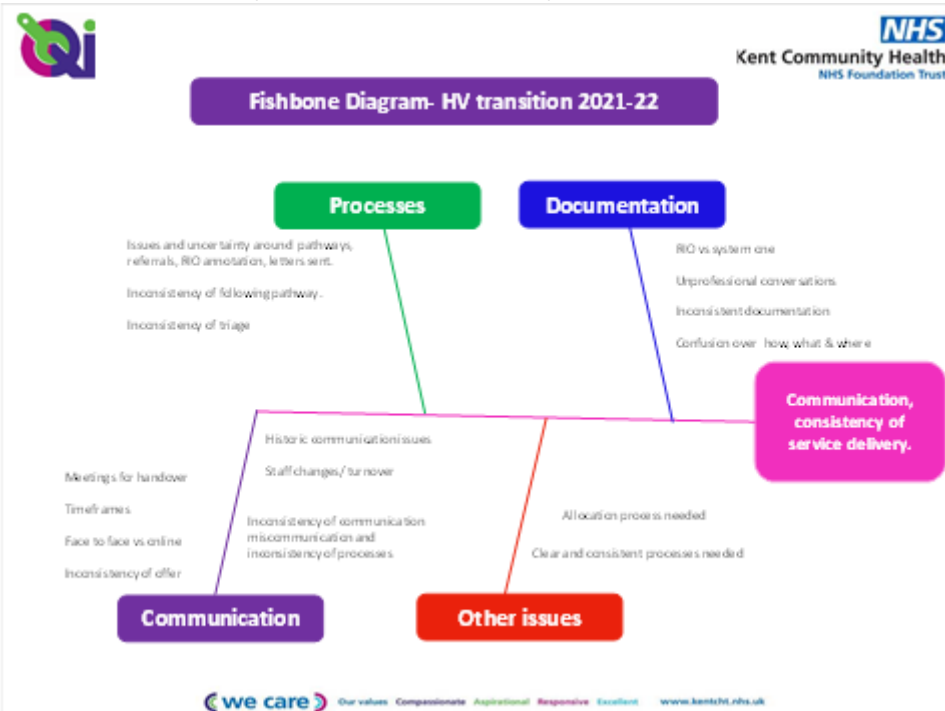 Qi
NHS
Kent Community Health
NHS Foundation Trust
Fishbone Diagram- HV transition 2021-22
Processes
Documentation
Issues and uncertainty around pathways,
referrals, RIO annotation, letters sent.
Inconsistency of following pathway.
Inconsistency of triage
RIO vs system one
Unprofessional conversations
Inconsistent documentation
Confusion over how, what & where
Communication,
consistency of
service delivery.
Historic communication issues
Staff changes/ turnover
Inconsistency of communication
miscommunication and
inconsistency of processes
Meetings for handover
Timeframes
Face to face vs online
Inconsistency of offer
Allocation process needed
Clear and consistent processes needed
Communication
Other issues
we care
Our values Compassionate Aspirational Responsive Excellent
www.kentcht.nhs.uk